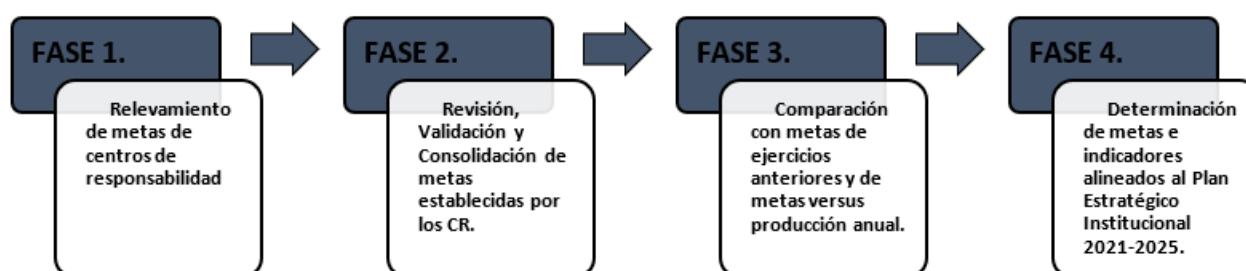 FASE 1.
Relevamiento
de metas de
centros de
responsabilidad
FASE 2.
Revisión,
Validación y
Consolidación de
metas
establecidas por
los CR.
FASE 3.
Comparación
con metas de
ejercicios
anteriores y de
metas versus
producción anual.
FASE 4.
Determinación
de metas e
indicadores
alineados al Plan
Estratégico
Institucional
2021-2025.